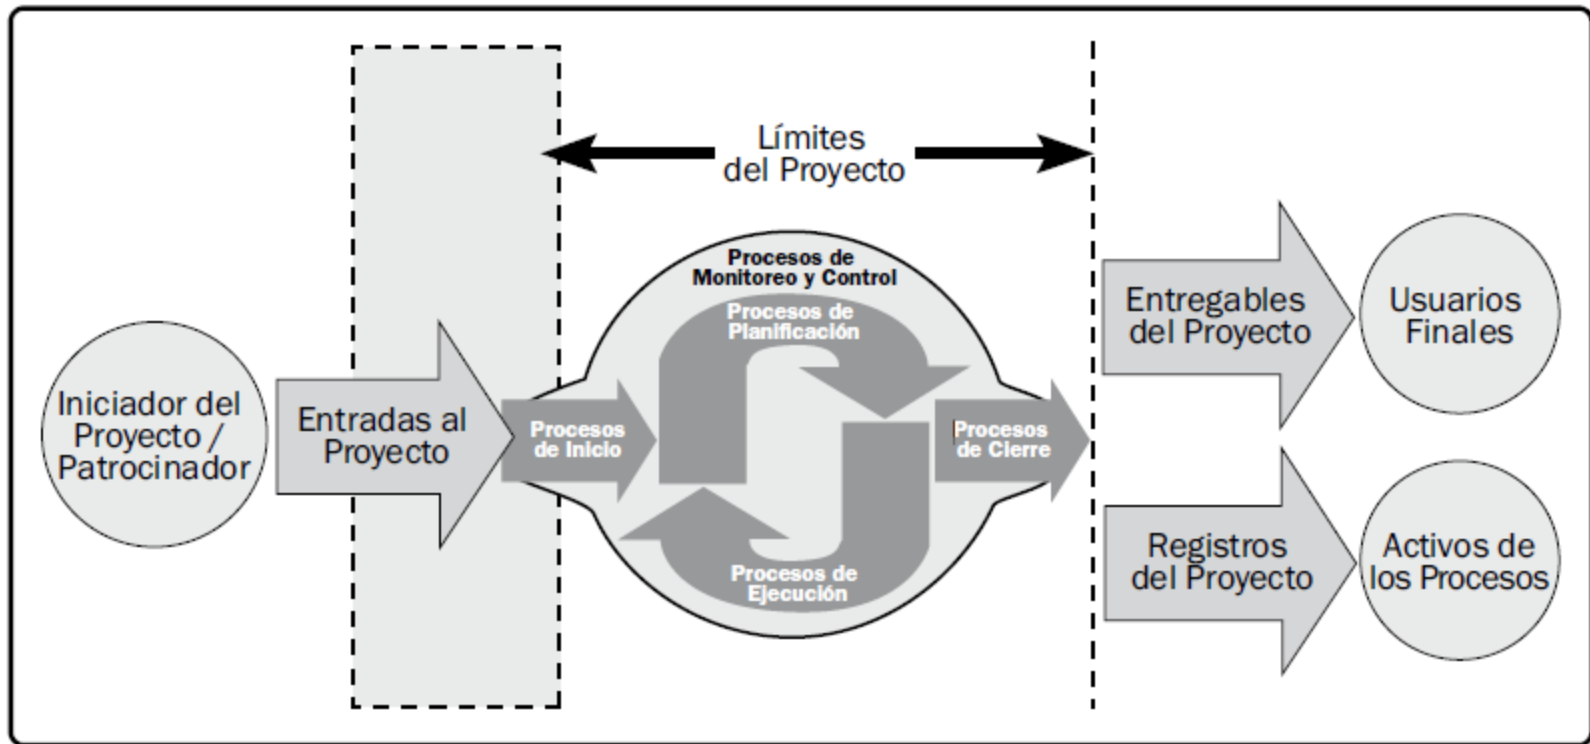 Límites
del Proyecto
Procesos de
Monitoreo y Control
Procesos de
Planificación
Iniciador del
Proyecto /
Patrocinador
Entradas al
Proyecto
Procesos
de Inicio
Procesos
de Cierre
Procesos de
Ejecución
Entregables
del Proyecto
Usuarios
Finales
Registros
del Proyecto
Activos de
los Procesos